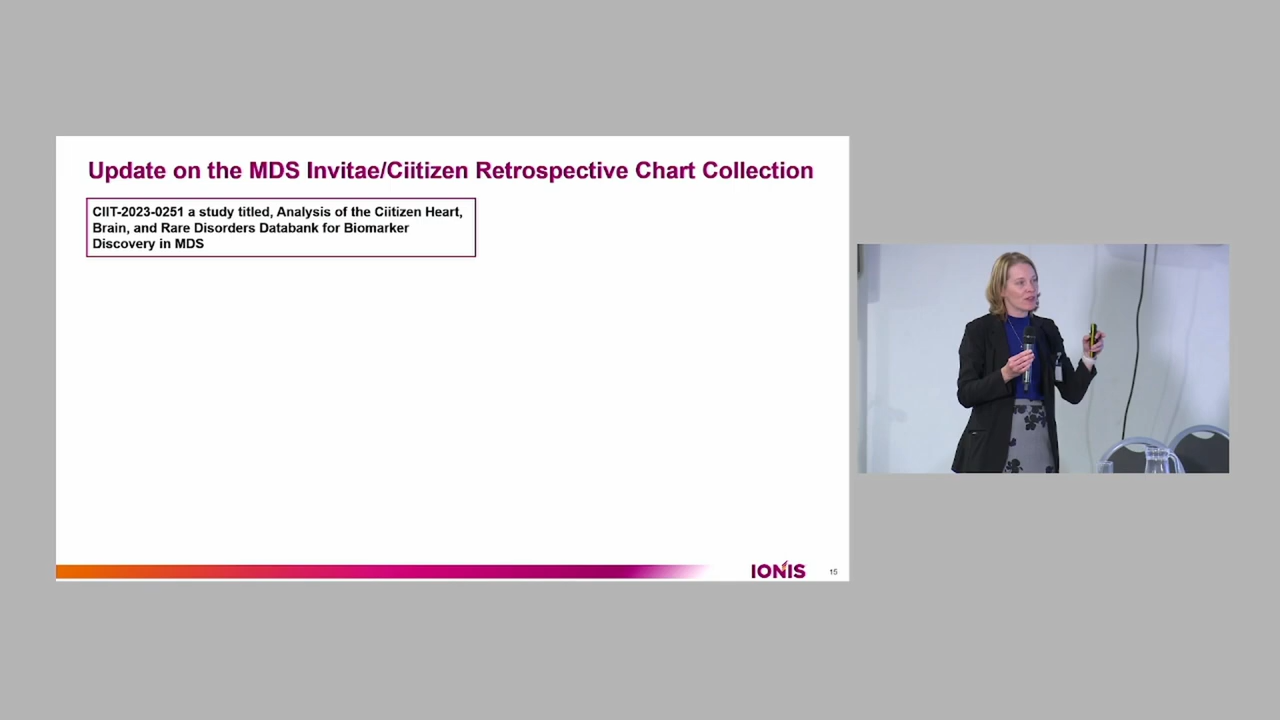 Update on the MDS Invitae/Ciitizen Retrospective Chart Collection
CIIT-2023-0251 a study titled, Analysis of the Ciitizen Heart,
Brain, and Rare Disorders Databank for Biomarker
Discovery in MDS
IONIS
15